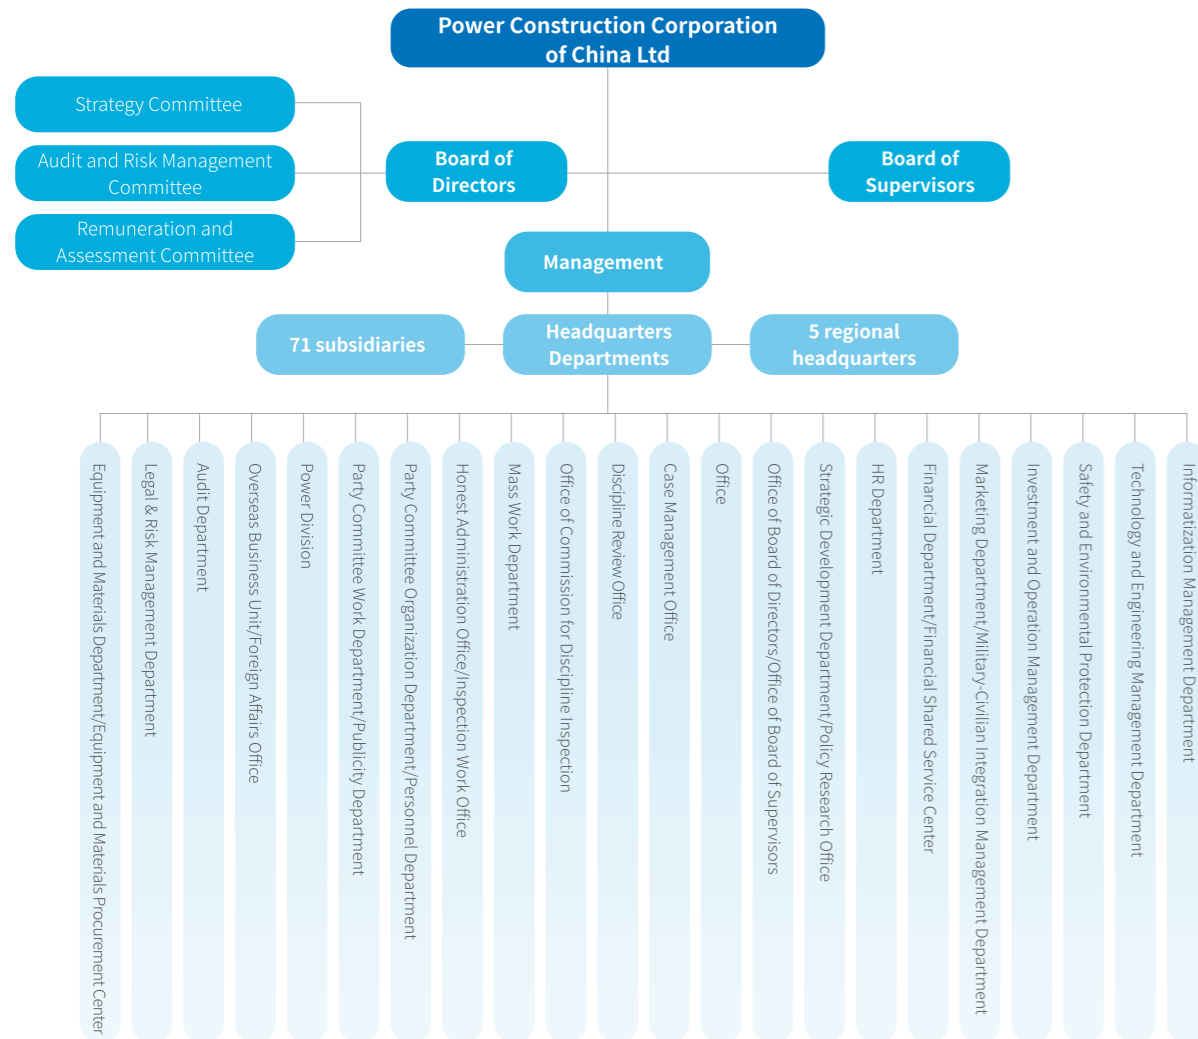 Power Construction Corporation
of China Ltd
Strategy Committee
Audit and Risk Management
Committee
Remuneration and
Assessment Committee
Board of
Directors
Board of
Supervisors
Management
71 subsidiaries
Headquarters
Departments
5 regional
headquarters
Equipment and Materials Department/Equipment and Materials Procurement Center
Legal & Risk Management Department
Audit Department
Overseas Business Unit/Foreign Affairs Office
Power Division
Party Committee Work Department/Publicity Department
Party Committee Organization Department/Personnel Department
Honest Administration Office/Inspection Work Office
Mass Work Department
Office of Commission for Discipline Inspection
Discipline Review Office
Case Management Office
Office
Office of Board of Directors/Office of Board of Supervisors
Strategic Development Department/Policy Research Office
HR Department
Financial Department/Financial Shared Service Center
Marketing Department/Military-Civilian Integration Management Department
Investment and Operation Management Department
Safety and Environmental Protection Department
Technology and Engineering Management Department
Informatization Management Department